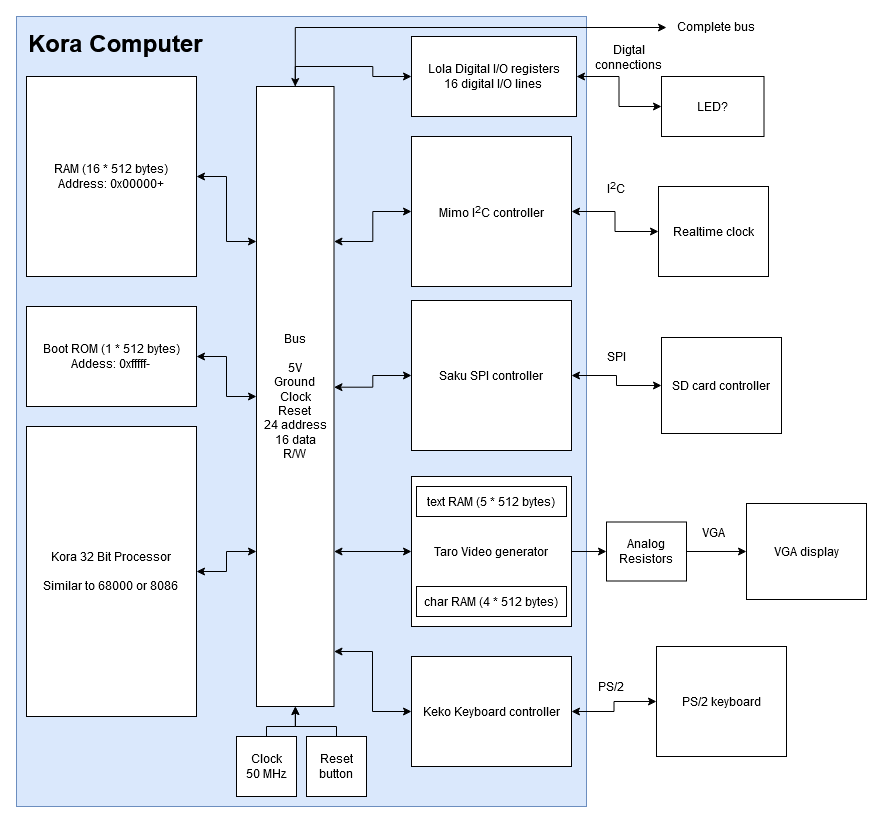 Kora Computer
Complete bus
Lola Digital I/O registers
16 digital I/O lines
Digtal
connections
LED?
RAM (16 * 512 bytes)
Address: 0x00000+
Mimo I²C controller
I²C
Realtime clock
Boot ROM (1 * 512 bytes)
Addess: 0xfffff-
Bus
5V
Ground
Clock
Reset
24 address
16 data
R/W
Saku SPI controller
SPI
SD card controller
Kora 32 Bit Processor
Similar to 68000 or 8086
text RAM (5 * 512 bytes)
Taro Video generator
char RAM (4 * 512 bytes)
Analog
Resistors
VGA
VGA display
Keko Keyboard controller
PS/2
PS/2 keyboard
Clock
50 MHz
Reset
button